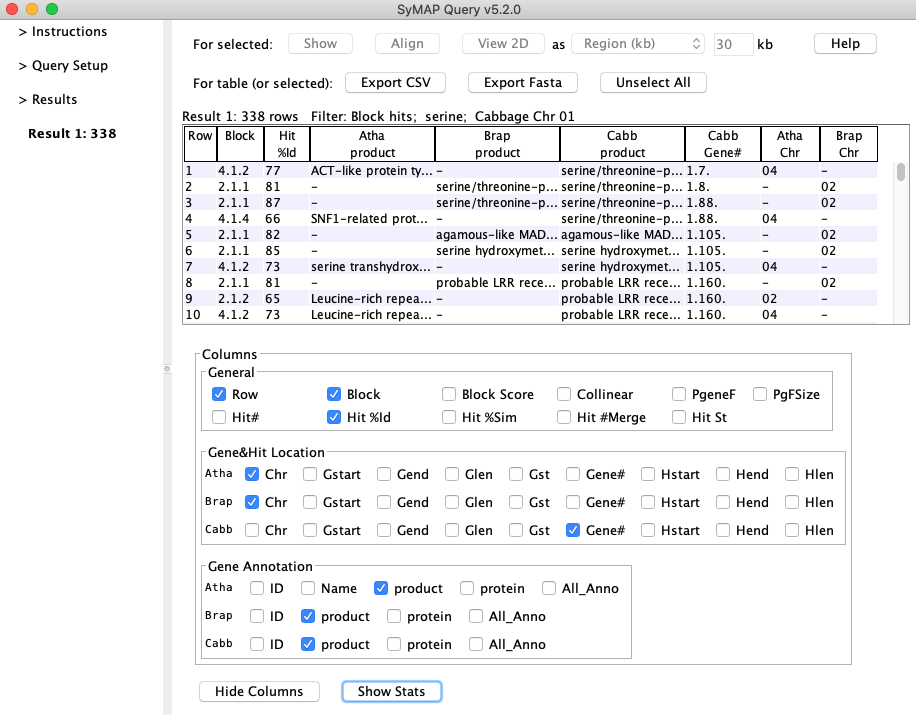 SyMAP Query v5.2.0
> Instructions
> Query Setup
> Results
Result 1: 338
For selected: Show Align View 2D as Region (kb) 30 kb Help
For table (or selected): Export CSV Export Fasta Unselect All
Result 1: 338 rows Filter: Block hits; serine; Cabbage Chr 01
Row Block Hit Atha Brap Cabb Cabb Atha Brap
%Id product product product Gene# Chr Chr
1 4.1.2 77 ACT-like protein ty... – serine/threonine-p... 1.7. 04 –
2 2.1.1 81 – serine/threonine-p... serine/threonine-p... 1.8. – 02
3 2.1.1 87 – serine/threonine-p... serine/threonine-p... 1.88. – 02
4 4.1.4 66 SNF1-related prot... – serine/threonine-p... 1.88. 04 –
5 2.1.1 82 – agamous-like MAD... agamous-like MAD... 1.105. – 02
6 2.1.1 85 – serine hydroxymet... serine hydroxymet... 1.105. – 02
7 4.1.2 73 serine transhydrox... – serine hydroxymet... 1.105. 04 –
8 2.1.1 81 – probable LRR rece... probable LRR rece... 1.160. – 02
9 2.1.2 65 Leucine-rich repea... – probable LRR rece... 1.160. 02 –
10 4.1.2 73 Leucine-rich repea... – probable LRR rece... 1.160. 04 –
Columns
General
Row Block Block Score Collinear PgeneF PgFSize
Hit# Hit %Id Hit %Sim Hit #Merge Hit St
Gene&Hit Location
Atha Chr Gstart Gend Glen Gst Gene# Hstart Hend Hlen
Brap Chr Gstart Gend Glen Gst Gene# Hstart Hend Hlen
Cabb Chr Gstart Gend Glen Gst Gene# Hstart Hend Hlen
Gene Annotation
Atha ID Name product protein All_Anno
Brap ID product protein All_Anno
Cabb ID product protein All_Anno
Hide Columns Show Stats